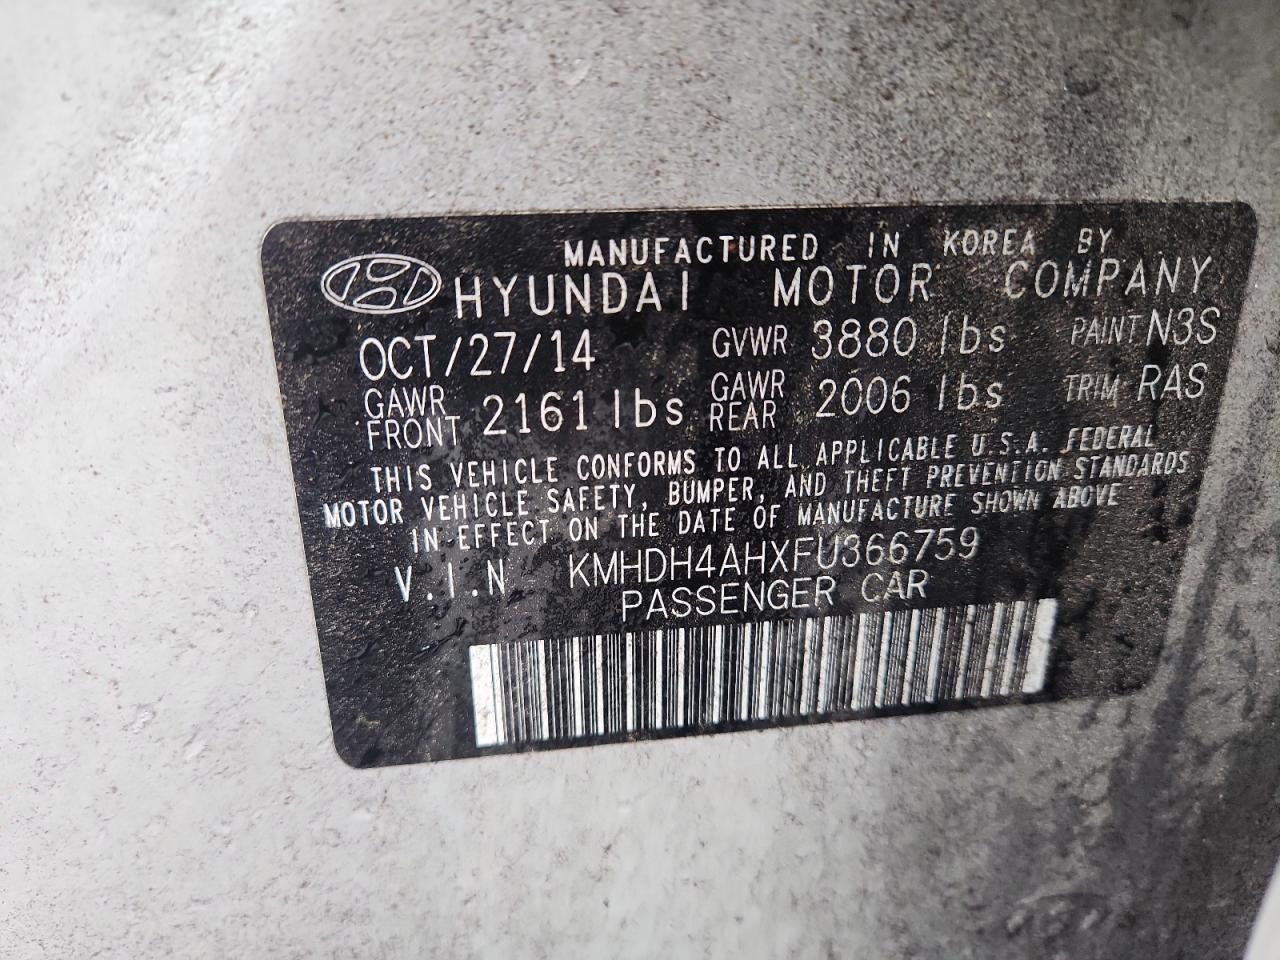 MANUFACTURED IN KOREA BY
HYUNDAI MOTOR COMPANY
OCT/27/14 GVWR 3880 lbs PAINT N3S
GAWR FRONT 2161 lbs GAWR REAR 2006 lbs TRIM RAS
THIS VEHICLE CONFORMS TO ALL APPLICABLE U.S.A. FEDERAL
MOTOR VEHICLE SAFETY, BUMPER, AND THEFT PREVENTION STANDARDS
IN EFFECT ON THE DATE OF MANUFACTURE SHOWN ABOVE
V.I.N KMHDH4AHXFU366759
PASSENGER CAR